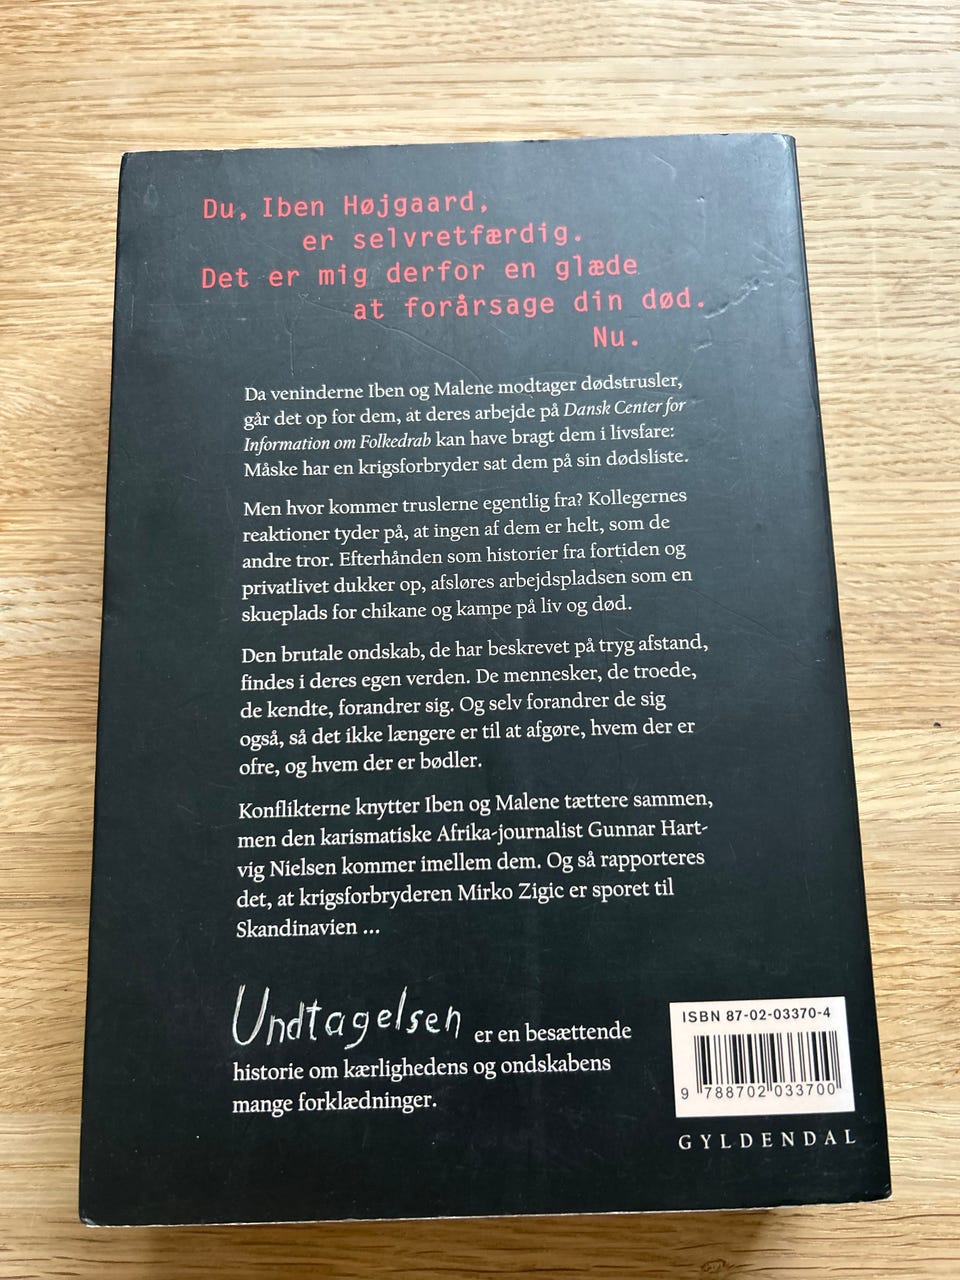 Du, Iben Højgaard,
er selvretfærdig.
Det er mig derfor en glæde
at forårsage din død.
Nu.
Da veninderne Iben og Malene modtager dødstrusler,
går det op for dem, at deres arbejde på Dansk Center for
Information om Folkedrab kan have bragt dem i livsfare:
Måske har en krigsforbryder sat dem på sin dødsliste.
Men hvor kommer truslerne egentlig fra? Kollegernes
reaktioner tyder på, at ingen af dem er helt, som de
andre tror. Efterhånden som historier fra fortiden og
privatlivet dukker op, afsløres arbejdspladsen som en
skueplads for chikane og kampe på liv og død.
Den brutale ondskab, de har beskrevet på tryg afstand,
findes i deres egen verden. De mennesker, de troede,
de kendte, forandrer sig. Og selv forandrer de sig
også, så det ikke længere er til at afgøre, hvem der er
ofre, og hvem der er bødler.
Konflikterne knytter Iben og Malene tættere sammen,
men den karismatiske Afrika-journalist Gunnar Hart-
vig Nielsen kommer imellem dem. Og så rapporteres
det, at krigsforbryderen Mirko Zigic er sporet til
Skandinavien ...
Undtagelsen er en besættende
historie om kærlighedens og ondskabens
mange forklædninger.
ISBN 87-02-03370-4
9 788702 033700
GYLDENDAL